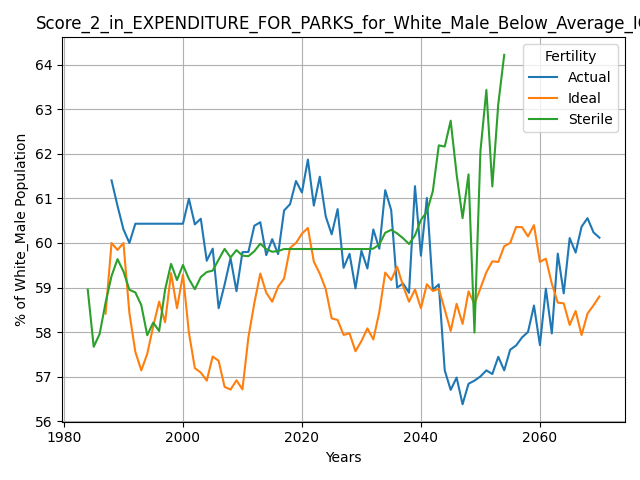 Score_2_in_EXPENDITURE_FOR_PARKS_for_White_Male_Below_Average_I
Fertility
Actual
Ideal
Sterile
% of White_Male Population
64
63
62
61
60
59
58
57
56
1980
2000
2020
2040
2060
Years